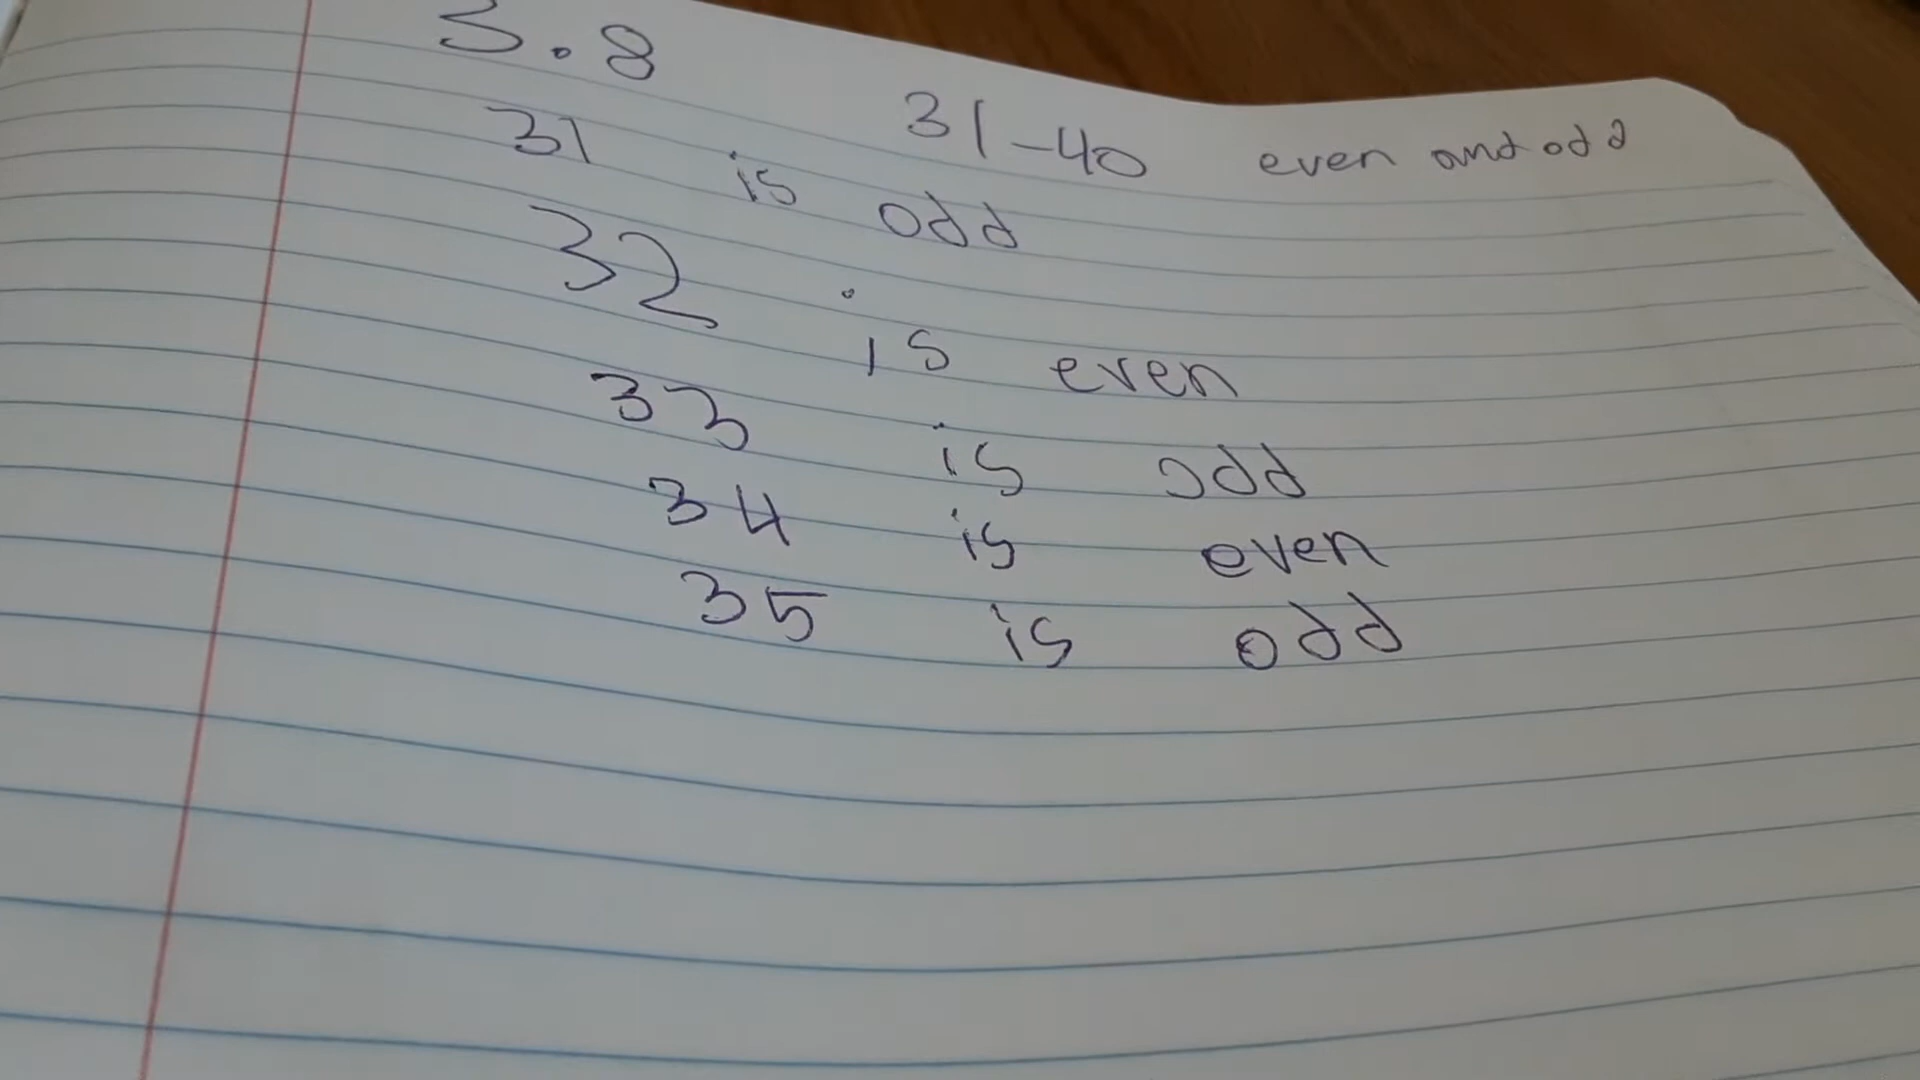 3.8
31-40 even and odd
31 is odd
32 is even
33 is odd
34 is even
35 is odd